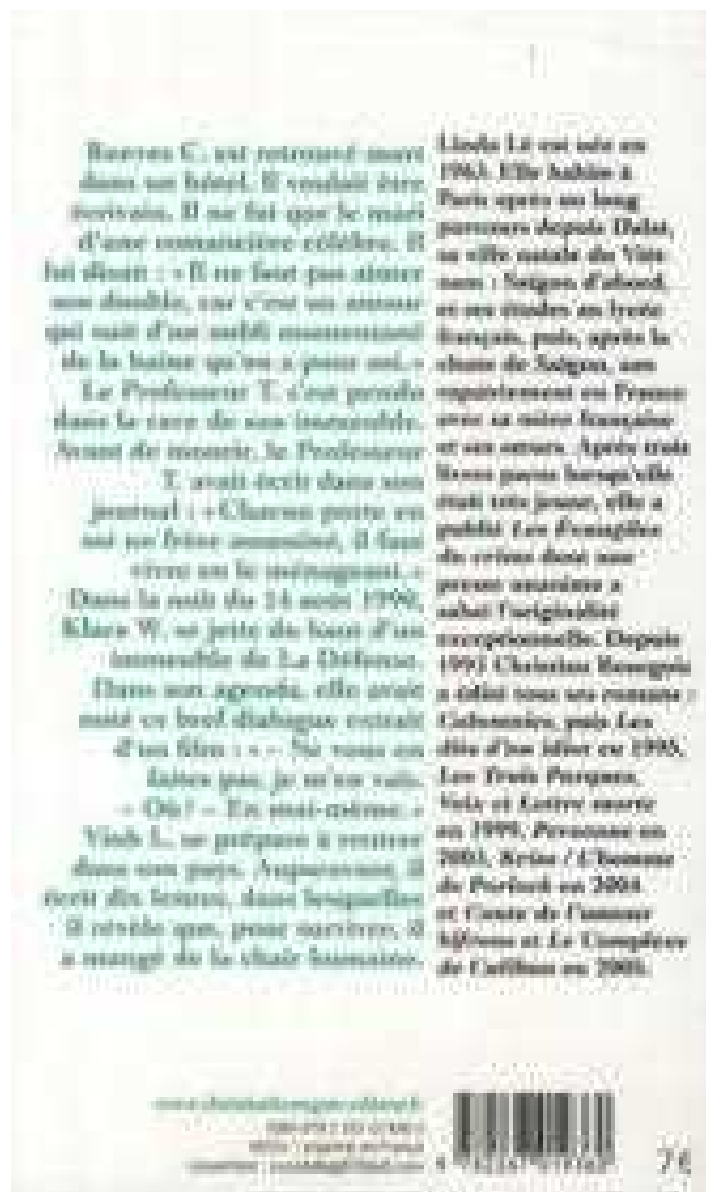 Reeves C. est retrouvé mort
dans un hôtel. Il voulait être
écrivain. Il ne fut que le mari
d'une romancière célèbre. Il
lui disait : « Il ne faut pas aimer
son double, car c'est un amour
qui naît d'un oubli momentané
de la haine qu'on a pour soi. »
Le Professeur T. s'est pendu
dans la cave de son immeuble.
Avant de mourir, le Professeur
T. avait écrit dans son
journal : « Chacun porte en
soi un frère assassiné, il faut
vivre en le ménageant. »
Dans la nuit du 14 août 1990,
Klara W. se jette du haut d'un
immeuble de La Défense.
Dans son agenda, elle avait
noté ce bref dialogue extrait
d'un film : « – Ne vous en
faites pas, je m'en vais.
– Où? – En moi-même. »
Vinh L. se prépare à rentrer
dans son pays. Auparavant, il
écrit dix lettres, dans lesquelles
il révèle que, pour survivre, il
a mangé de la chair humaine.
Linda Lê est née en
1963. Elle habite à
Paris après un long
parcours depuis Dalat,
sa ville natale du Viêt-
nam : Saigon d'abord,
et ses études au lycée
français, puis, après la
chute de Saigon, son
rapatriement en France
avec sa mère française
et ses sœurs. Après trois
livres parus lorsqu'elle
était très jeune, elle a
publié Les Évangiles
du crime dont une
presse unanime a
salué l'originalité
exceptionnelle. Depuis
1993 Christian Bourgois
a édité tous ses romans :
Calomnies, puis Les
dits d'un idiot en 1995,
Les Trois Parques,
Voix et Lettre morte
en 1999, Personne en
2003, Kriss / L'homme
de Porlock en 2004
et Conte de l'amour
bifrons et Le Complexe
de Caliban en 2005.
76